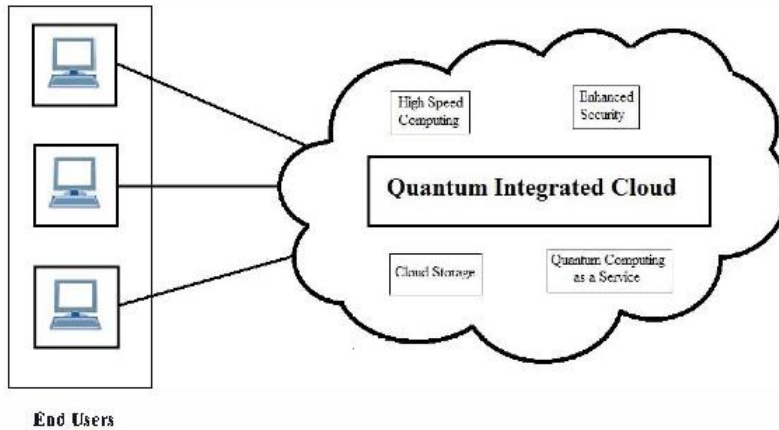 High Speed
Computing
Enhanced
Security
Quantum Integrated Cloud
Cloud Storage
Quantum Computing
as a Service
End Users